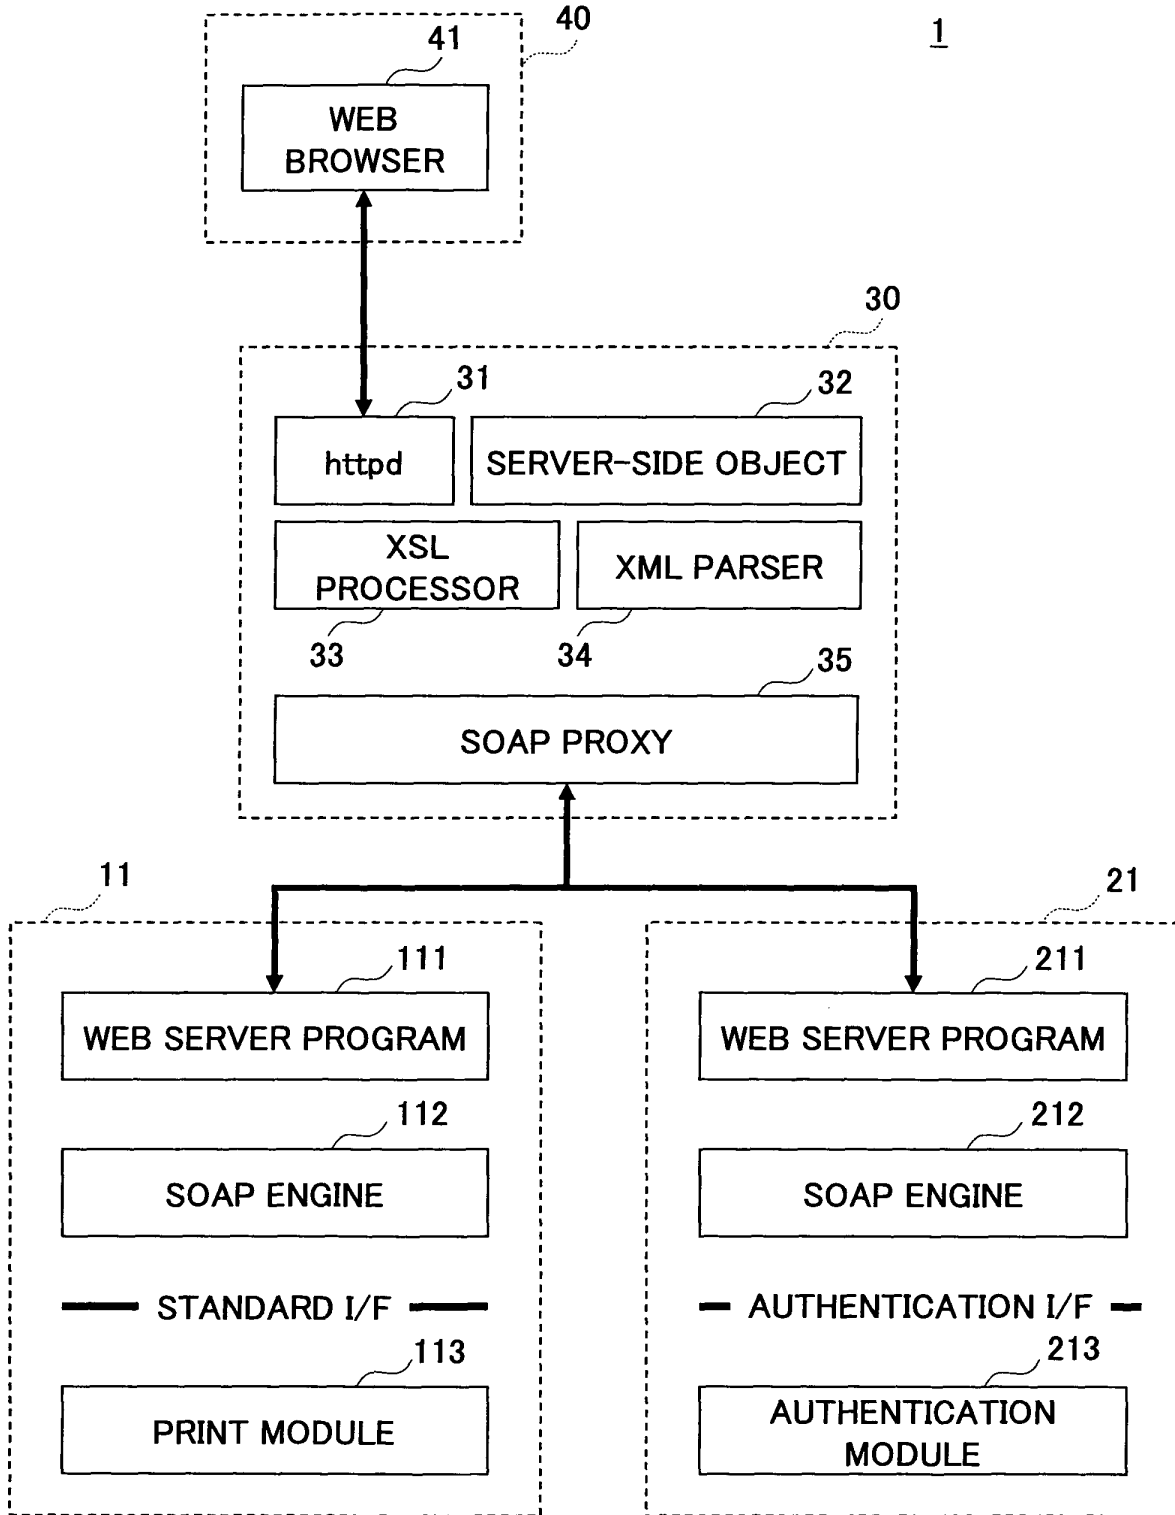 40
1
41
WEB
BROWSER
30
31
32
httpd
SERVER-SIDE OBJECT
XSL
PROCESSOR
XML PARSER
33
34
35
SOAP PROXY
11
21
111
211
WEB SERVER PROGRAM
WEB SERVER PROGRAM
112
212
SOAP ENGINE
SOAP ENGINE
STANDARD I/F
AUTHENTICATION I/F
113
213
PRINT MODULE
AUTHENTICATION
MODULE